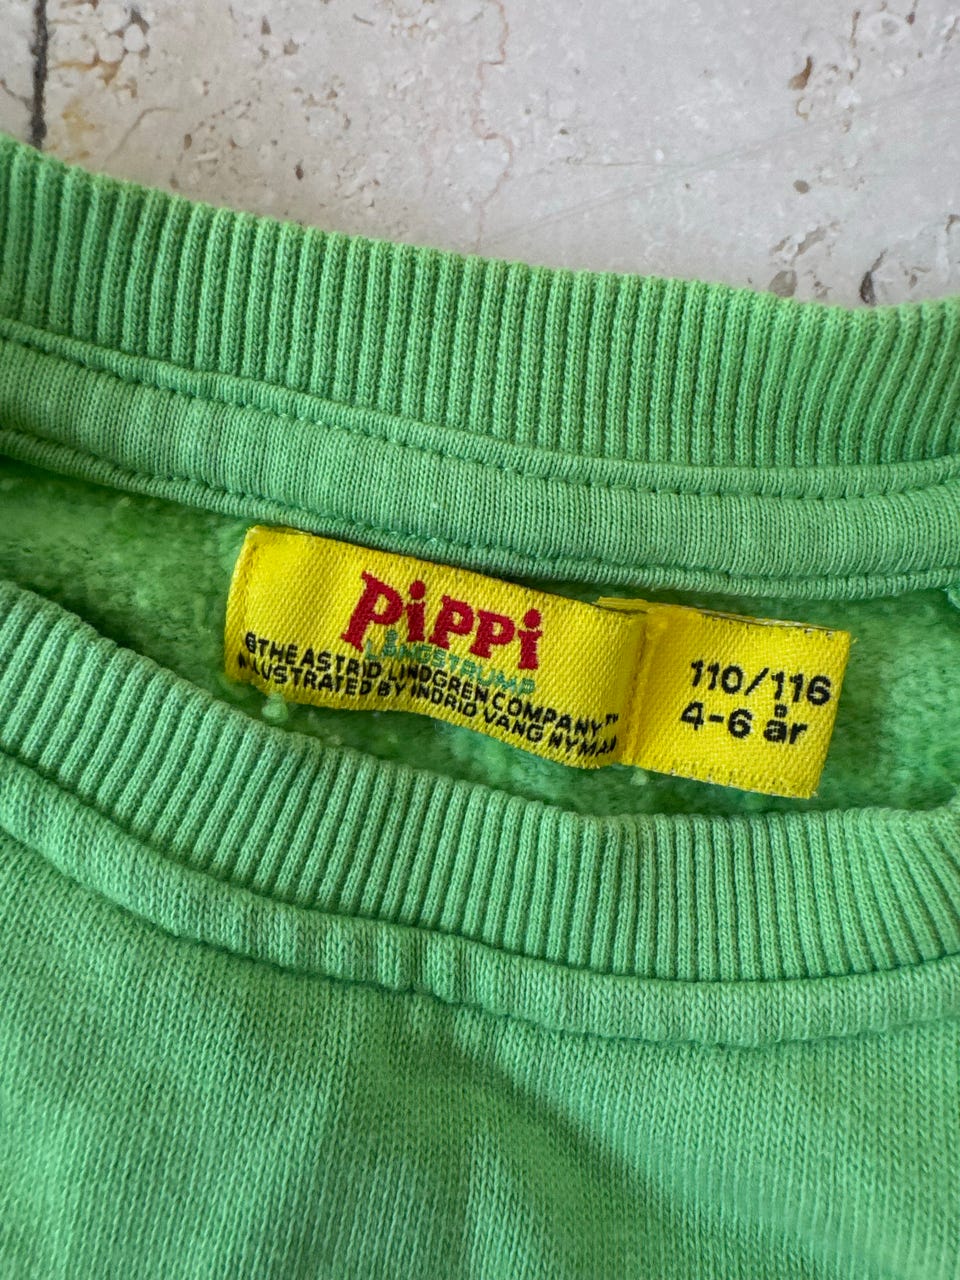 Pippi
LÅNGSTRUMP
©THE ASTRID LINDGREN COMPANY™
ILLUSTRATED BY INGRID VANG NYMAN
110/116
4-6 år